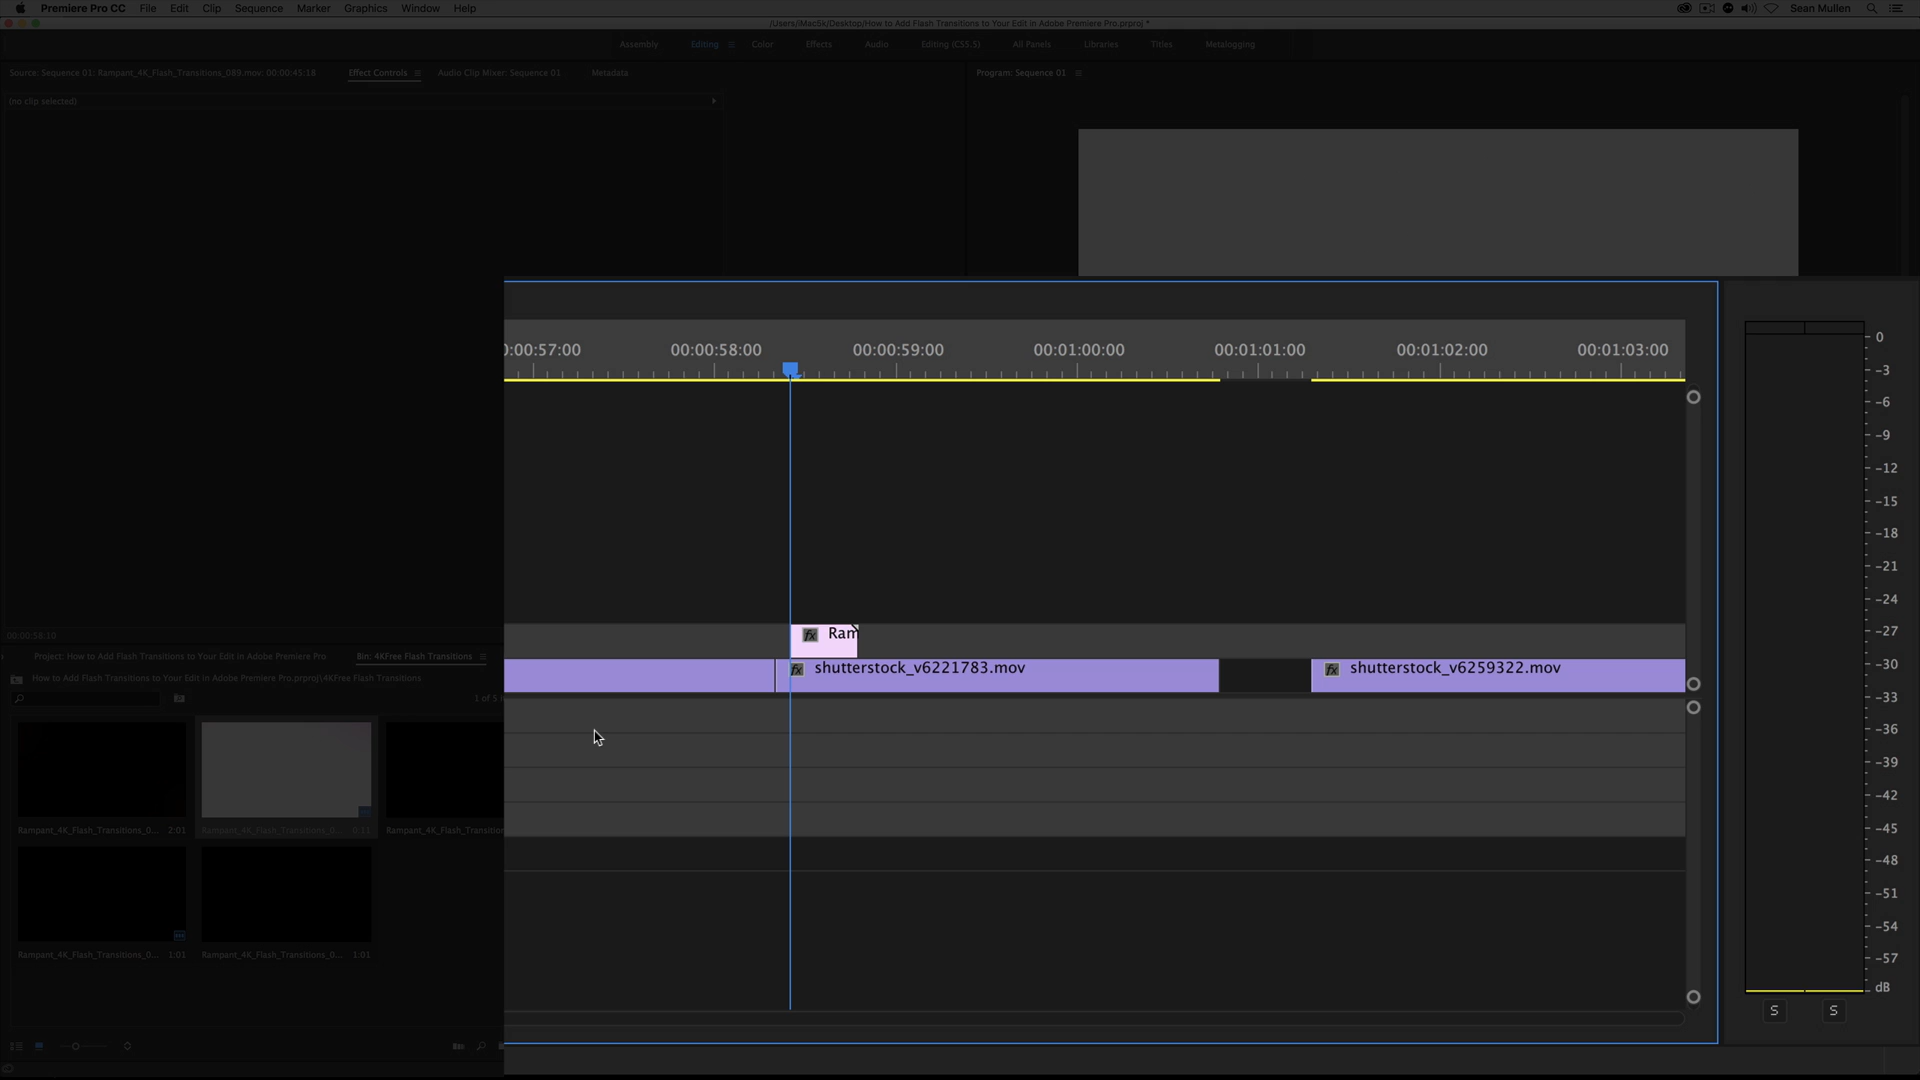 Premiere Pro CC File Edit Clip Sequence Marker Graphics Window Help Sean Mullen
/Users/iMac5k/Desktop/How to Add Flash Transitions to Your Edit in Adobe Premiere Pro.prproj *
Assembly Editing Color Effects Audio Editing (CS5.5) All Panels Libraries Titles Metalogging
Source: Sequence 01: Rampant_4K_Flash_Transitions_089.mov: 00:00:45:18 Effect Controls Audio Clip Mixer: Sequence 01 Metadata Program: Sequence 01
(no clip selected)
0:00:57:00 00:00:58:00 00:00:59:00 00:01:00:00 00:01:01:00 00:01:02:00 00:01:03:00
fx Ram
fx shutterstock_v6221783.mov fx shutterstock_v6259322.mov
0
-3
-6
-9
-12
-15
-18
-21
-24
-27
-30
-33
-36
-39
-42
-45
-48
-51
-54
-57
dB
S S
00:00:58:10
Project: How to Add Flash Transitions to Your Edit in Adobe Premiere Pro Bin: 4KFree Flash Transitions
How to Add Flash Transitions to Your Edit in Adobe Premiere Pro.prproj\4KFree Flash Transitions
1 of 5
Rampant_4K_Flash_Transitions_0... 2:01 Rampant_4K_Flash_Transitions_0... 0:11 Rampant_4K_Flash_Transitions
Rampant_4K_Flash_Transitions_0... 1:01 Rampant_4K_Flash_Transitions_0... 1:01